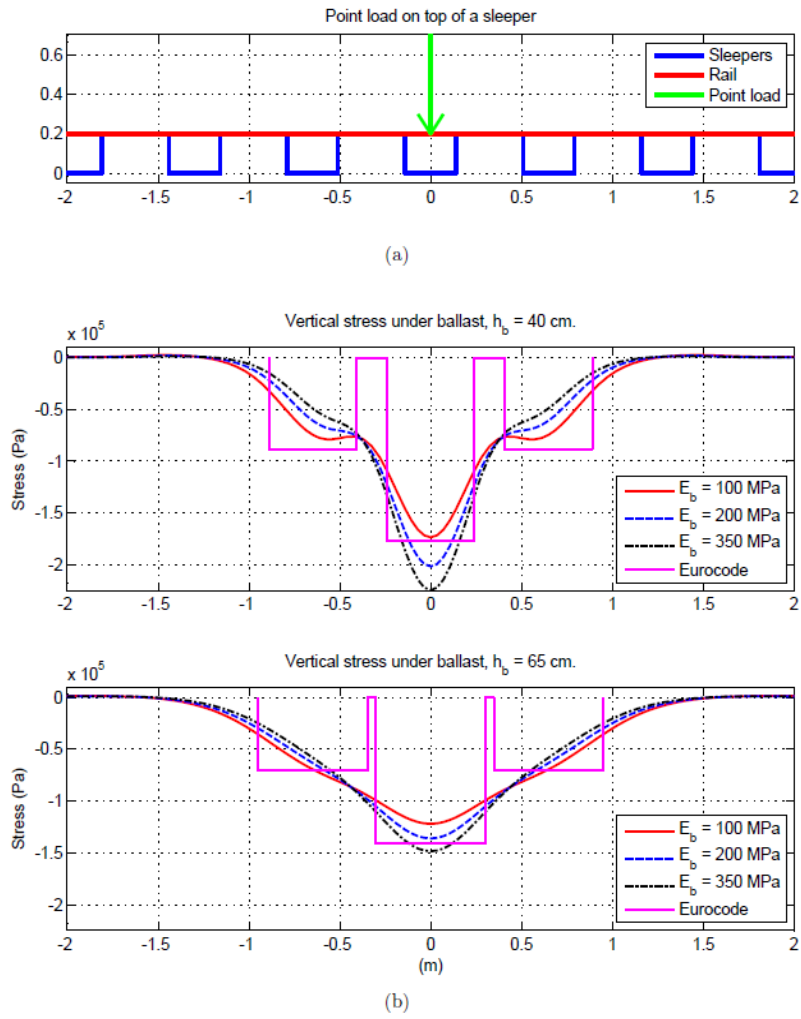 Point load on top of a sleeper
0.6
0.4
0.2
0
Sleepers
Rail
Point load
-2 -1.5 -1 -0.5 0 0.5 1 1.5 2
(a)
x 10^5
Vertical stress under ballast, h_b = 40 cm.
0
-0.5
-1
-1.5
-2
Stress (Pa)
E_b = 100 MPa
E_b = 200 MPa
E_b = 350 MPa
Eurocode
-2 -1.5 -1 -0.5 0 0.5 1 1.5 2
x 10^5
Vertical stress under ballast, h_b = 65 cm.
0
-0.5
-1
-1.5
-2
Stress (Pa)
E_b = 100 MPa
E_b = 200 MPa
E_b = 350 MPa
Eurocode
-2 -1.5 -1 -0.5 0 0.5 1 1.5 2
(m)
(b)